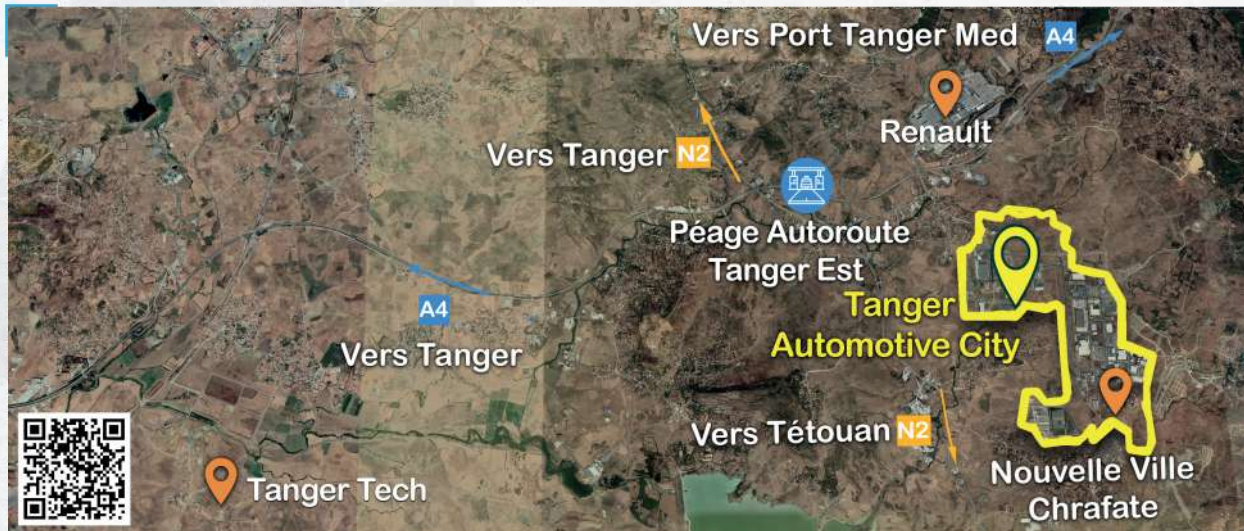 Vers Port Tanger Med A4
Renault
Vers Tanger N2
Péage Autoroute
Tanger Est
Tanger
Automotive City
A4
Vers Tanger
Vers Tétouan N2
Nouvelle Ville
Chrafate
Tanger Tech